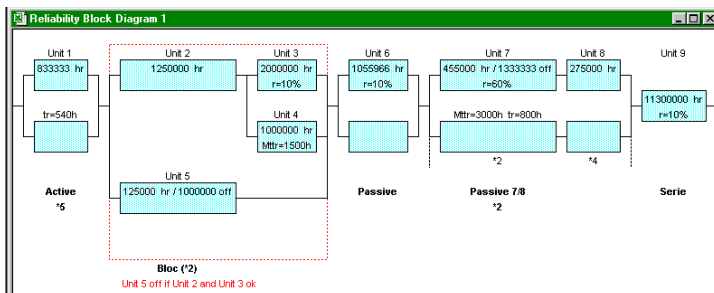 Reliability Block Diagram 1
Unit 1
833333 hr
tr=540h
Active
*5
Unit 2
1250000 hr
Unit 3
2000000 hr
r=10%
Unit 4
1000000 hr
Mttr=1500h
Unit 5
125000 hr / 1000000 off
Bloc (*2)
Unit 5 off if Unit 2 and Unit 3 ok
Unit 6
1055966 hr
r=10%
Passive
Unit 7
455000 hr / 1333333 off
r=60%
Mttr=3000h tr=800h
*2
Passive 7/8
*2
Unit 8
275000 hr
*4
Unit 9
11300000 hr
r=10%
Serie